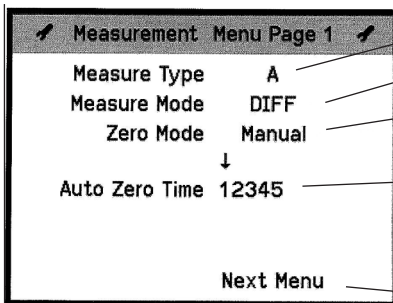 Measurement Menu Page 1
Measure Type A
Measure Mode DIFF
Zero Mode Manual
↓
Auto Zero Time 12345
Next Menu